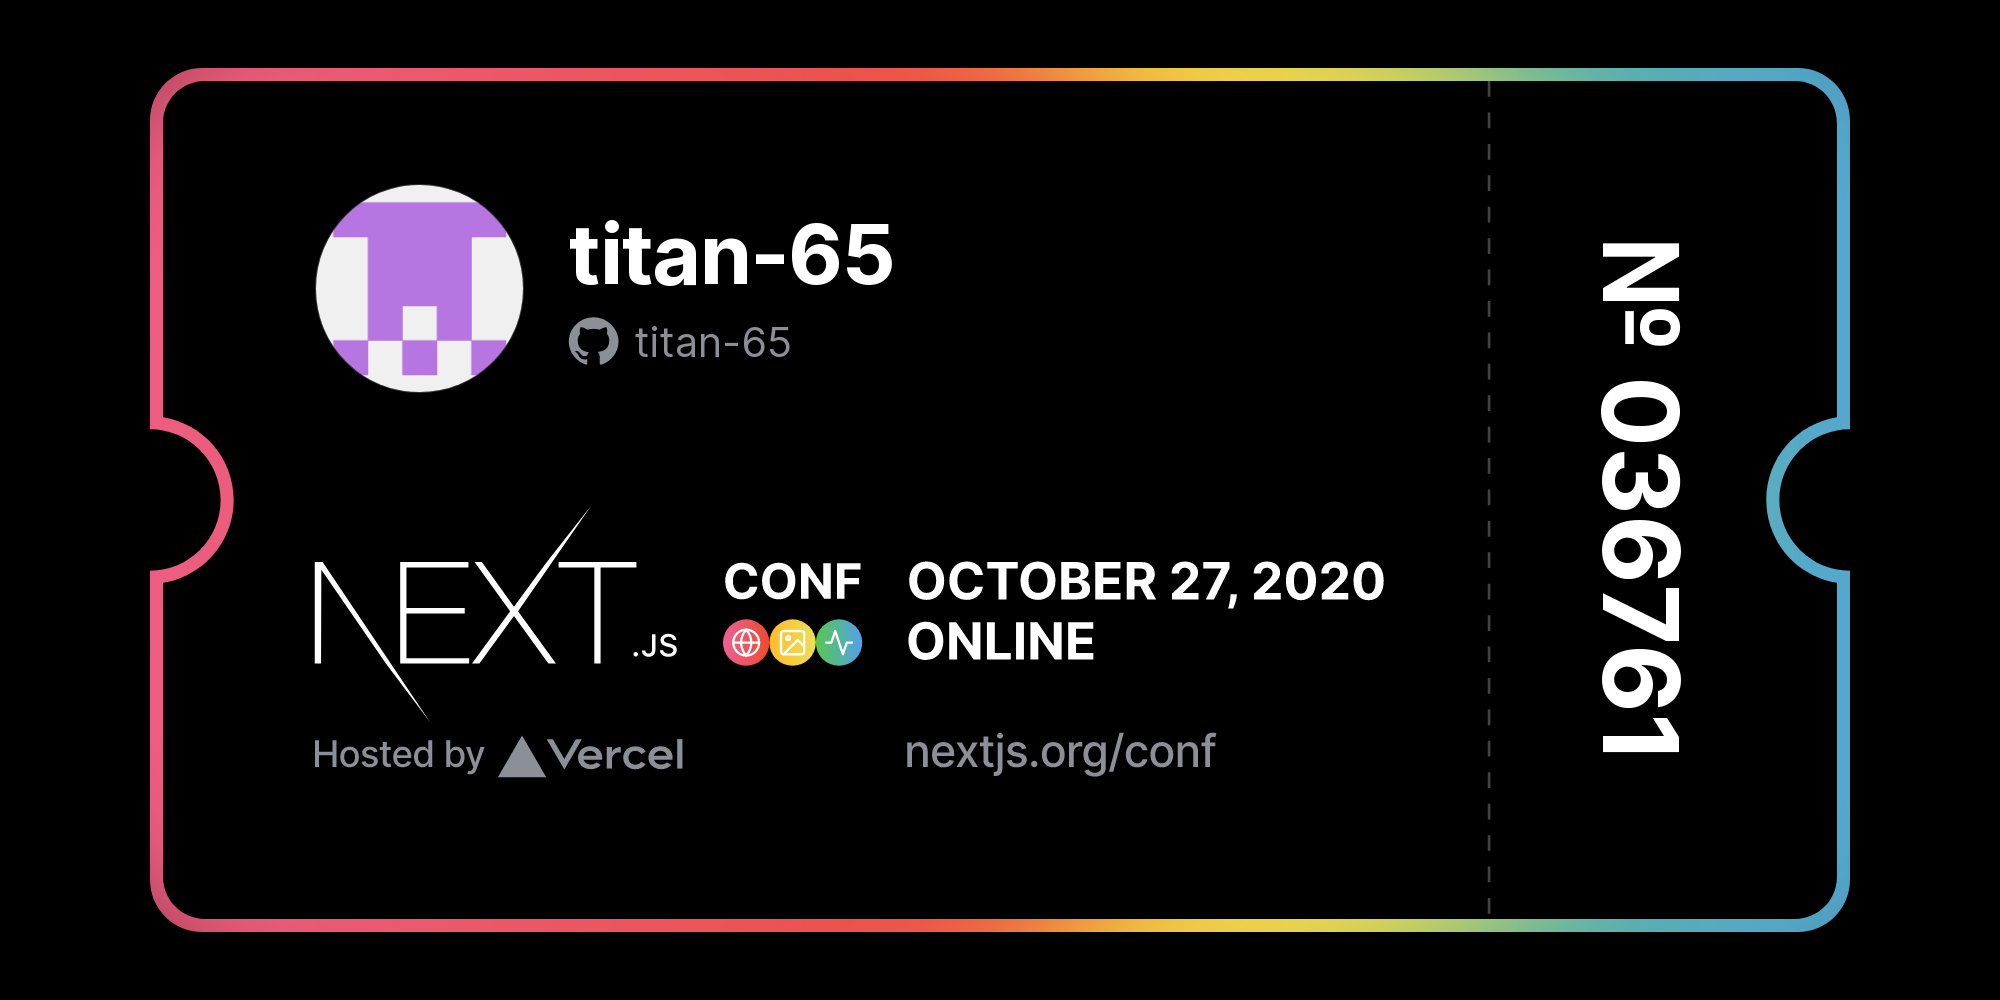 titan-65
titan-65
NEXT.JS
CONF
OCTOBER 27, 2020
ONLINE
Hosted by Vercel
nextjs.org/conf
№ 036761